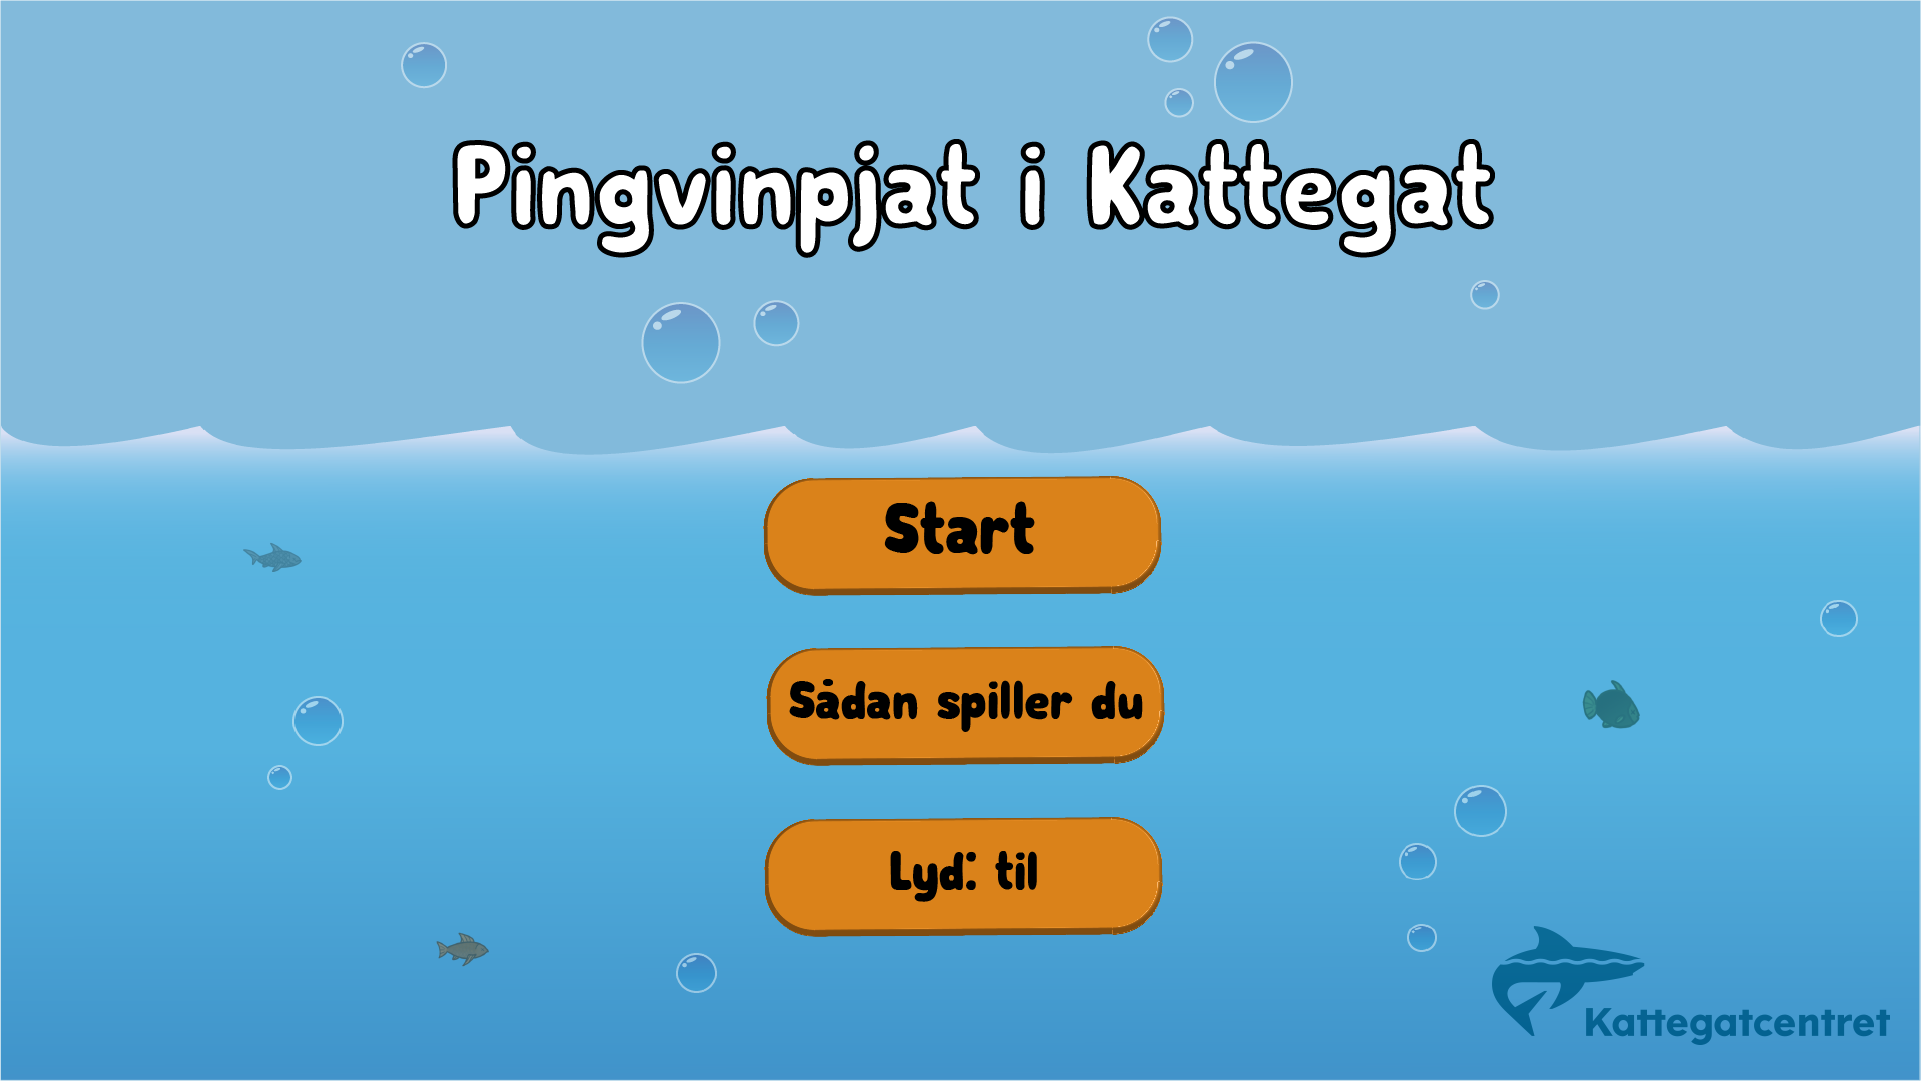 Pingvinpjat i Kattegat
Start
Sådan spiller du
Lyd: til
Kattegatcentret